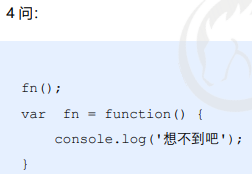 4 问:
fn();
var  fn = function() {
    console.log('想不到吧');
}